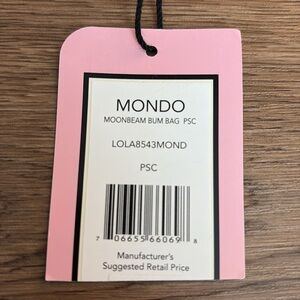 MONDO
MOONBEAM BUM BAG PSC
LOLA8543MOND
PSC
7 06655 66069 8
Manufacturer's
Suggested Retail Price